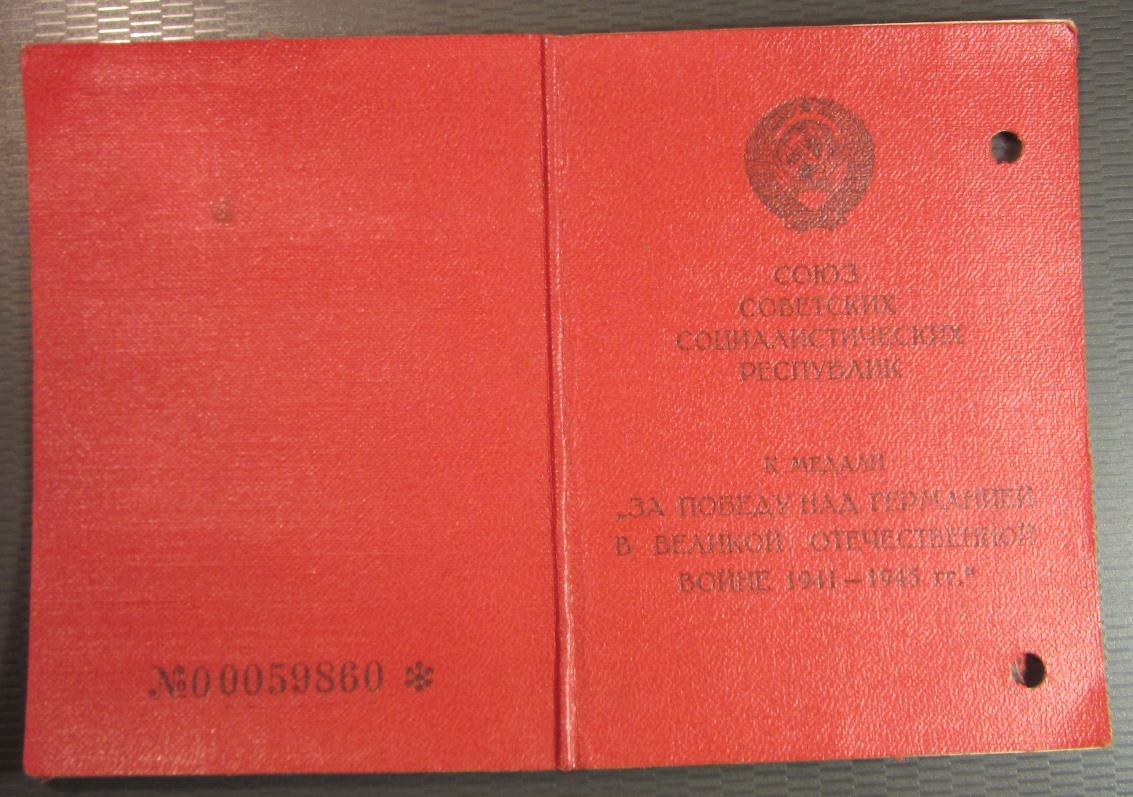 №00059860 *
СОЮЗ
СОВЕТСКИХ
СОЦИАЛИСТИЧЕСКИХ
РЕСПУБЛИК
К МЕДАЛИ
„ЗА ПОБЕДУ НАД ГЕРМАНИЕЙ
В ВЕЛИКОЙ ОТЕЧЕСТВЕННОЙ
ВОЙНЕ 1941–1945 гг.“